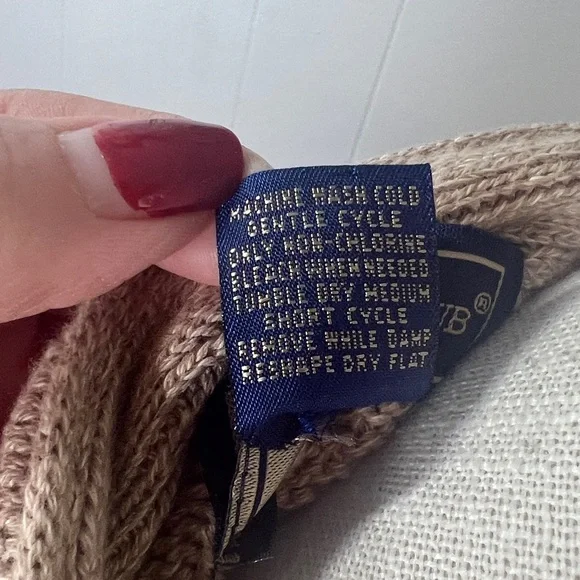 MACHINE WASH COLD
GENTLE CYCLE
ONLY NON-CHLORINE
BLEACH WHEN NEEDED
TUMBLE DRY MEDIUM
SHORT CYCLE
REMOVE WHILE DAMP
RESHAPE DRY FLAT
UB®